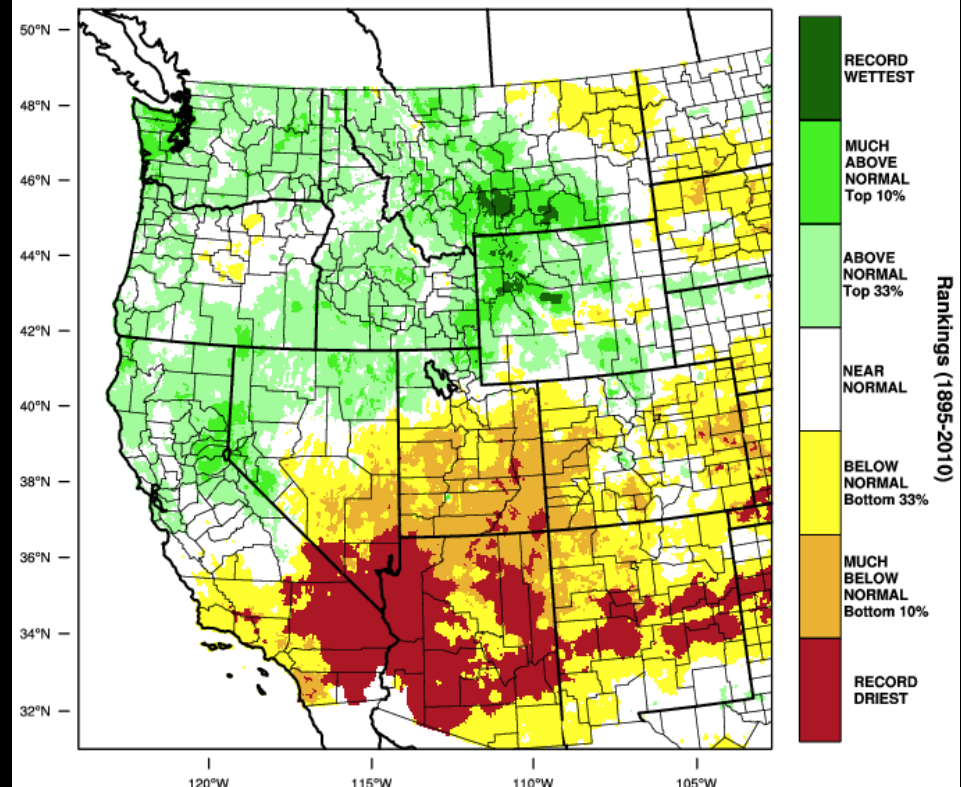 50°N
48°N
46°N
44°N
42°N
40°N
38°N
36°N
34°N
32°N
120°W
115°W
110°W
105°W
RECORD
WETTEST
MUCH
ABOVE
NORMAL
Top 10%
ABOVE
NORMAL
Top 33%
NEAR
NORMAL
BELOW
NORMAL
Bottom 33%
MUCH
BELOW
NORMAL
Bottom 10%
RECORD
DRIEST
Rankings (1895-2010)